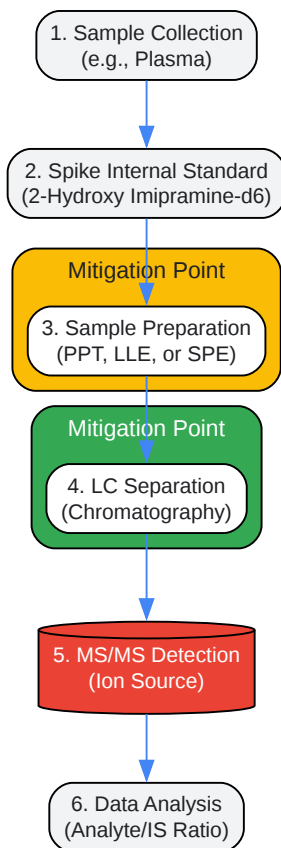 1. Sample Collection
(e.g., Plasma)
2. Spike Internal Standard
(2-Hydroxy Imipramine-d6)
Mitigation Point
3. Sample Preparation
(PPT, LLE, or SPE)
Mitigation Point
4. LC Separation
(Chromatography)
5. MS/MS Detection
(Ion Source)
6. Data Analysis
(Analyte/IS Ratio)